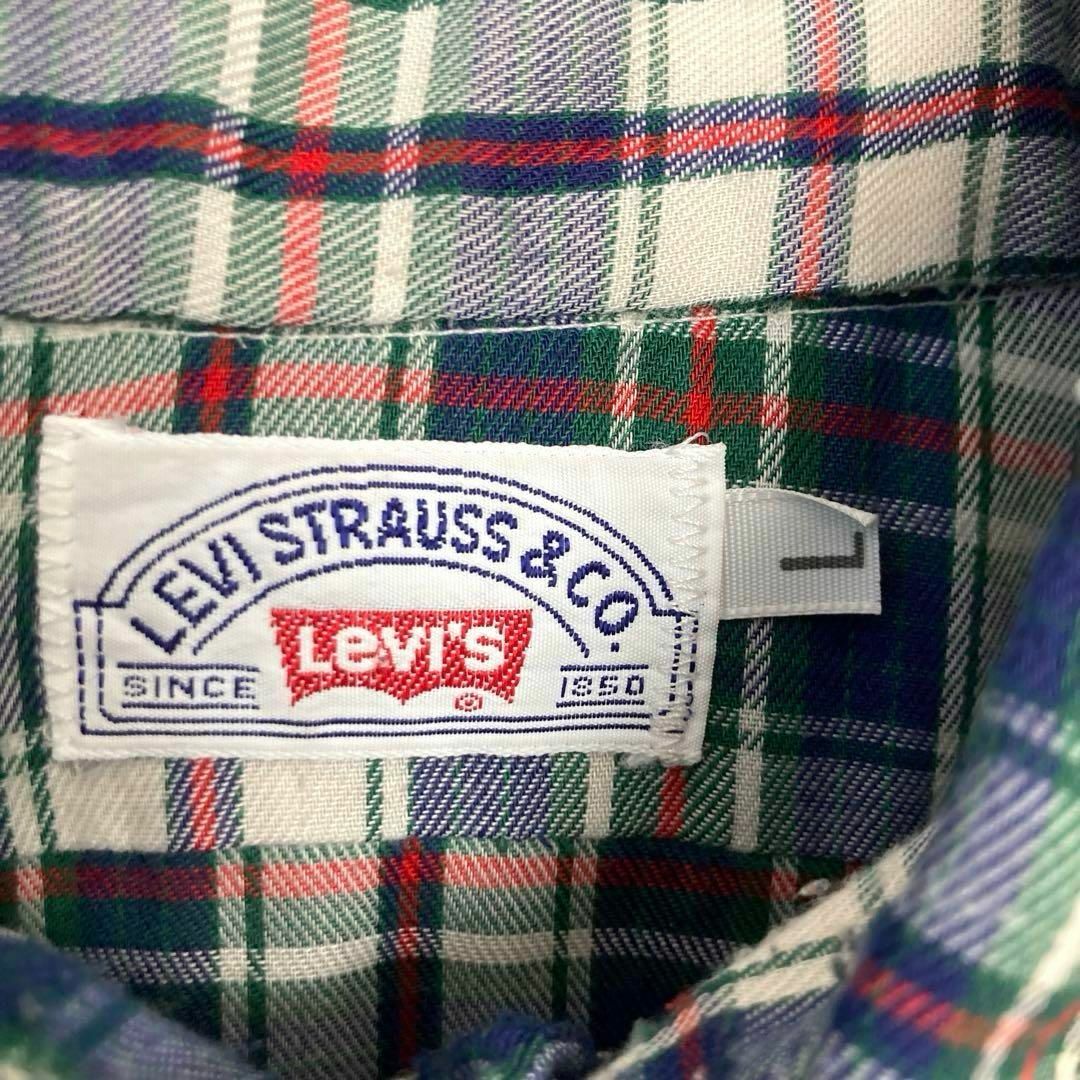 LEVI STRAUSS & CO.
Levi's
®
SINCE 1850
L